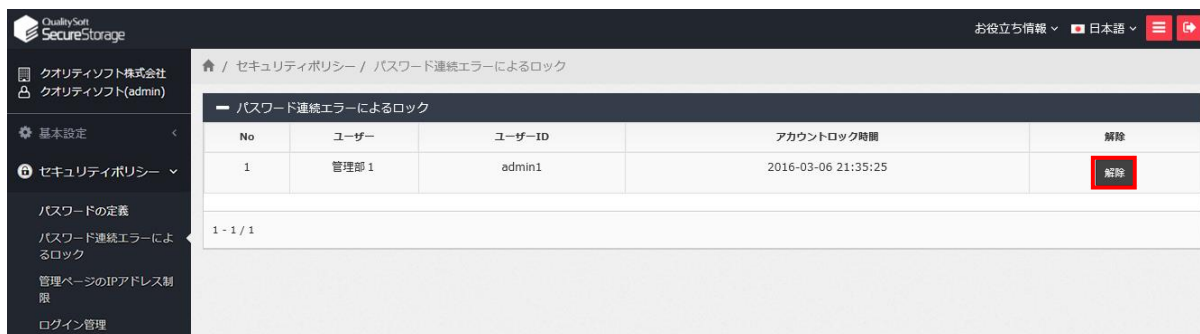 QualitySoft
SecureStorage
お役立ち情報 日本語
クオリティソフト株式会社
クオリティソフト(admin)
/ セキュリティポリシー / パスワード連続エラーによるロック
パスワード連続エラーによるロック
No ユーザー ユーザーID アカウントロック時間 解除
1 管理部１ admin1 2016-03-06 21:35:25 解除
1 - 1 / 1
基本設定
セキュリティポリシー
パスワードの定義
パスワード連続エラーによ
るロック
管理ページのIPアドレス制
限
ログイン管理